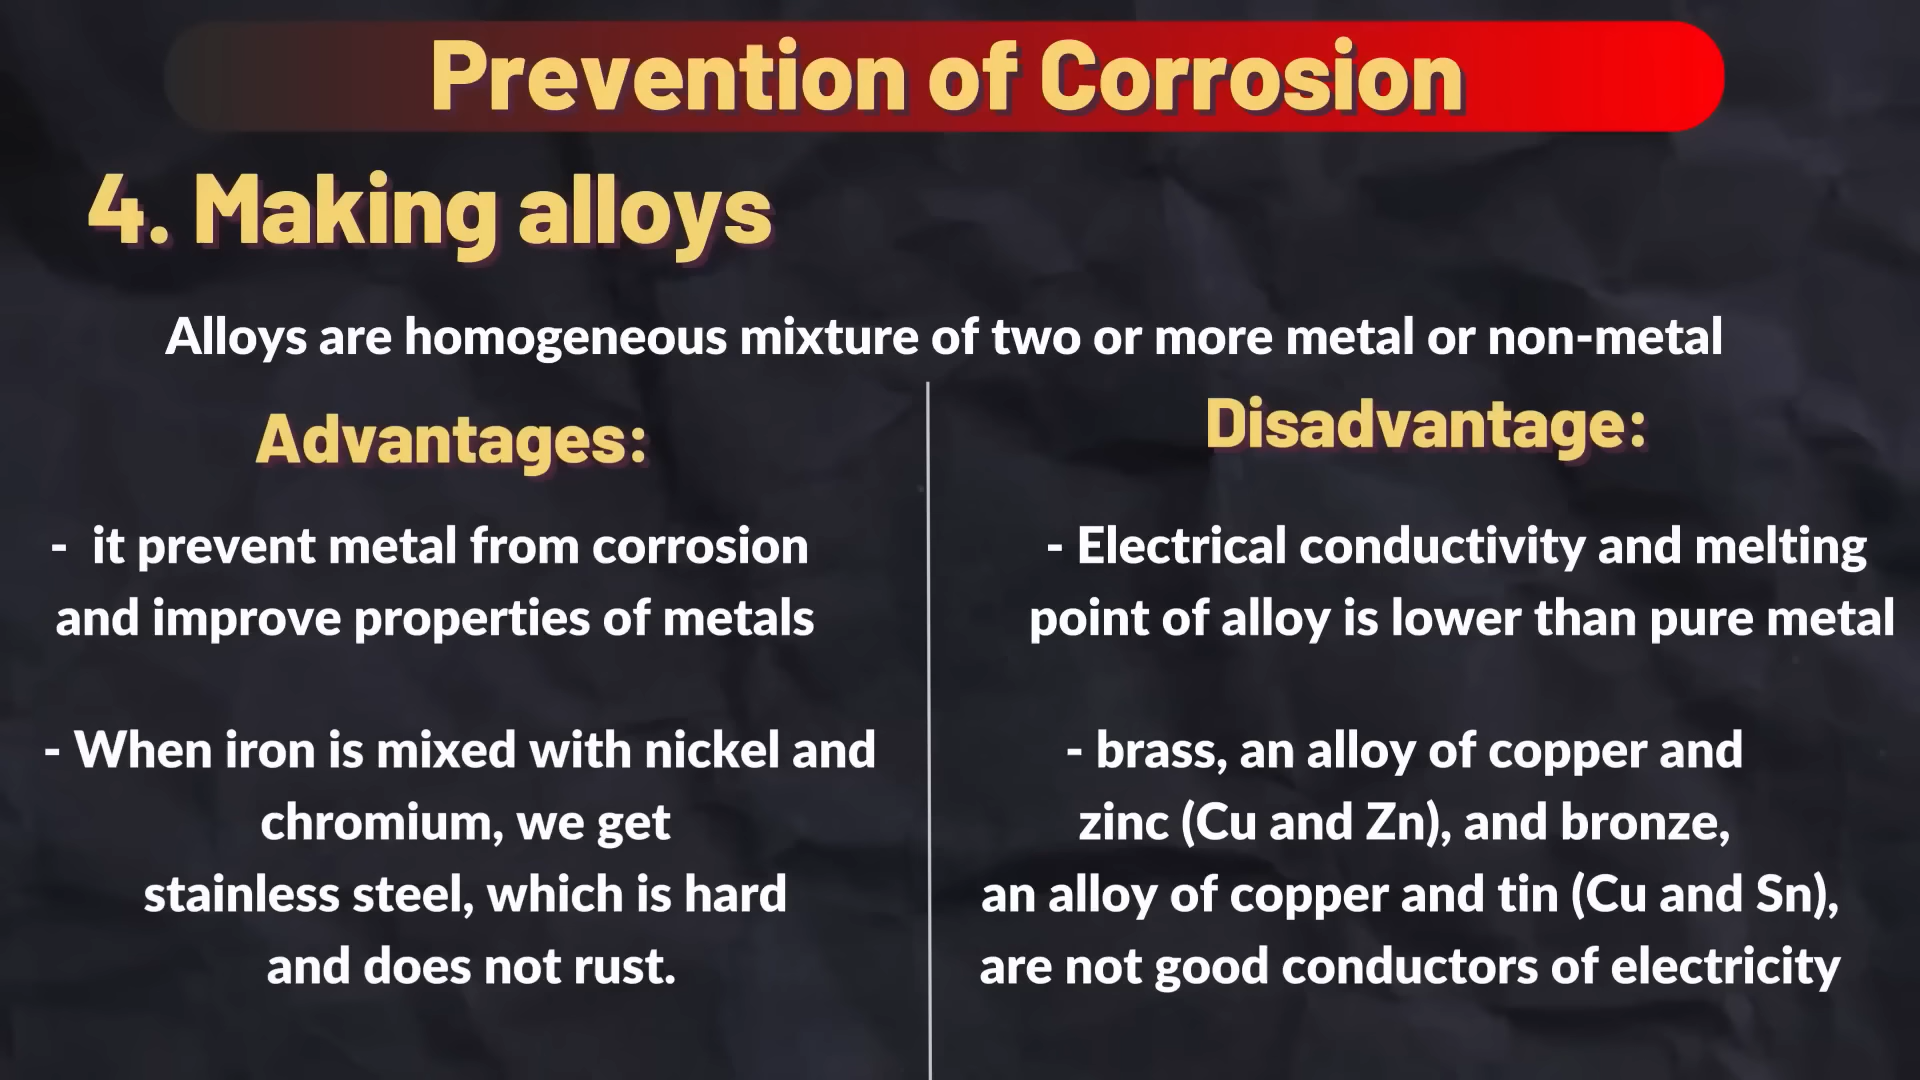 Prevention of Corrosion
4. Making alloys
Alloys are homogeneous mixture of two or more metal or non-metal
Advantages:
- it prevent metal from corrosion
and improve properties of metals
- When iron is mixed with nickel and
chromium, we get
stainless steel, which is hard
and does not rust.
Disadvantage:
- Electrical conductivity and melting
point of alloy is lower than pure metal
- brass, an alloy of copper and
zinc (Cu and Zn), and bronze,
an alloy of copper and tin (Cu and Sn),
are not good conductors of electricity